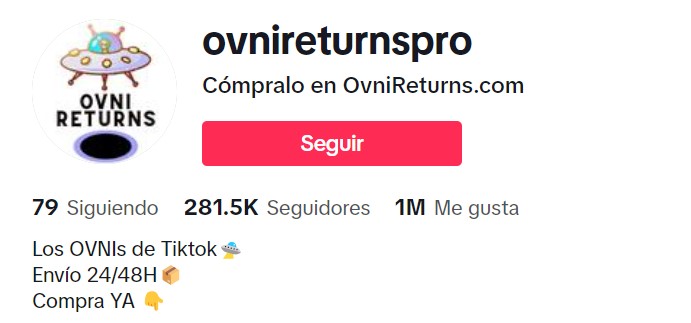 OVNI
RETURNS
ovnireturnspro
Cómpralo en OvniReturns.com
Seguir
79 Siguiendo 281.5K Seguidores 1M Me gusta
Los OVNIs de Tiktok🛸
Envío 24/48H📦
Compra YA 👇